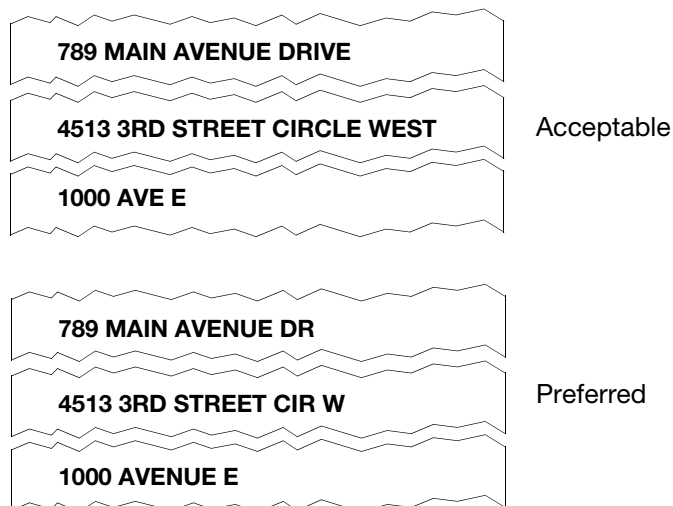 789 MAIN AVENUE DRIVE
4513 3RD STREET CIRCLE WEST
Acceptable
1000 AVE E
789 MAIN AVENUE DR
4513 3RD STREET CIR W
Preferred
1000 AVENUE E